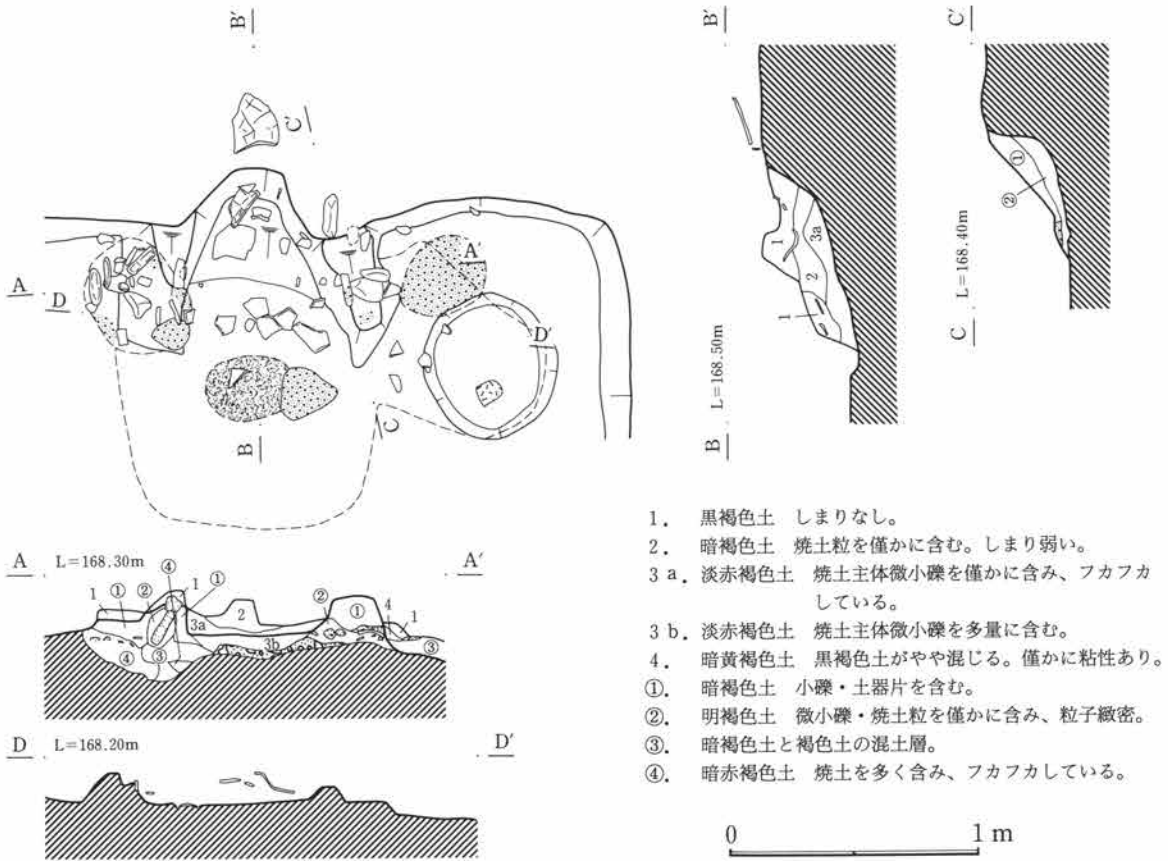 B'
C'
A
D
A'
D'
B
C
B'
C'
1
3a
2
1
①
②
B L=168.50m
C L=168.40m
A L=168.30m A'
④
1 ① ② 1 ①
3a
2
②
①
4
1
3b
④
③
③
D L=168.20m D'
1. 黒褐色土 しまりなし。
2. 暗褐色土 焼土粒を僅かに含む。しまり弱い。
3a. 淡赤褐色土 焼土主体微小礫を僅かに含み、フカフカ
している。
3b. 淡赤褐色土 焼土主体微小礫を多量に含む。
4. 暗黄褐色土 黒褐色土がやや混じる。僅かに粘性あり。
①. 暗褐色土 小礫・土器片を含む。
②. 明褐色土 微小礫・焼土粒を僅かに含み、粒子緻密。
③. 暗褐色土と褐色土の混土層。
④. 暗赤褐色土 焼土を多く含み、フカフカしている。
0 1m